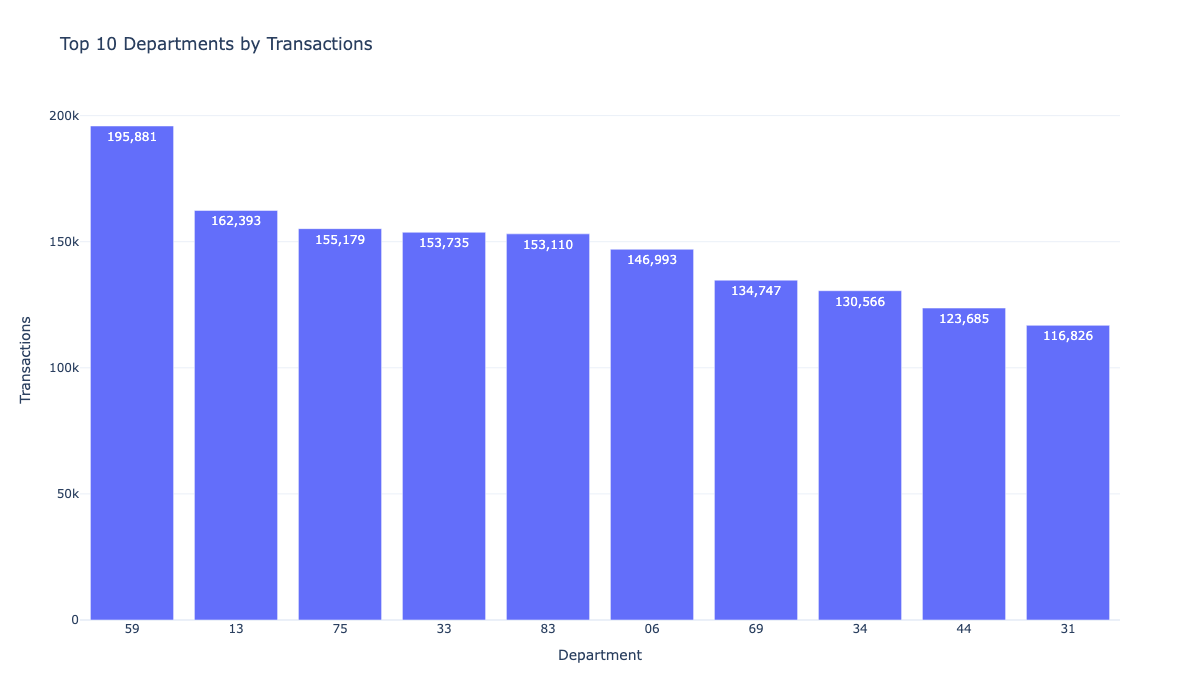 Top 10 Departments by Transactions
200k
150k
100k
50k
0
Transactions
195,881
162,393
155,179
153,735
153,110
146,993
134,747
130,566
123,685
116,826
59 13 75 33 83 06 69 34 44 31
Department